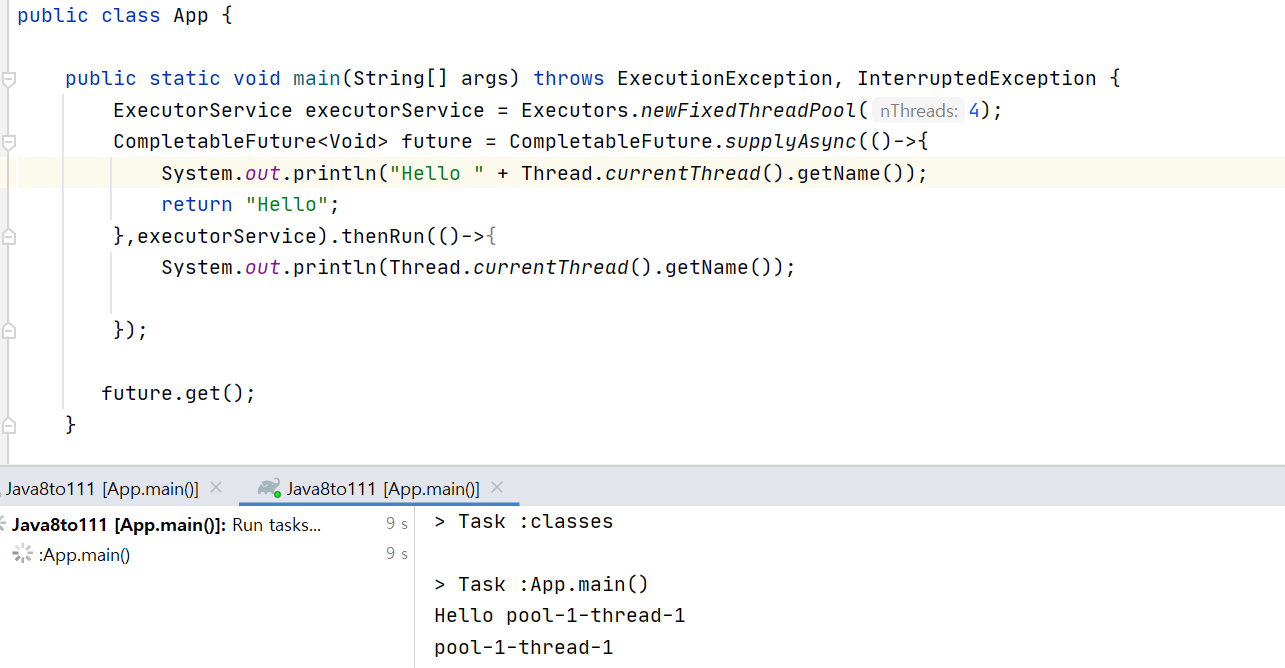 public class App {
public static void main(String[] args) throws ExecutionException, InterruptedException {
ExecutorService executorService = Executors.newFixedThreadPool( nThreads: 4);
CompletableFuture<Void> future = CompletableFuture.supplyAsync(()->{
System.out.println("Hello " + Thread.currentThread().getName());
return "Hello";
},executorService).thenRun(()->{
System.out.println(Thread.currentThread().getName());
});
future.get();
}
Java8to111 [App.main()] × Java8to111 [App.main()] ×
Java8to111 [App.main()]: Run tasks... 9 s
:App.main() 9 s
> Task :classes
> Task :App.main()
Hello pool-1-thread-1
pool-1-thread-1